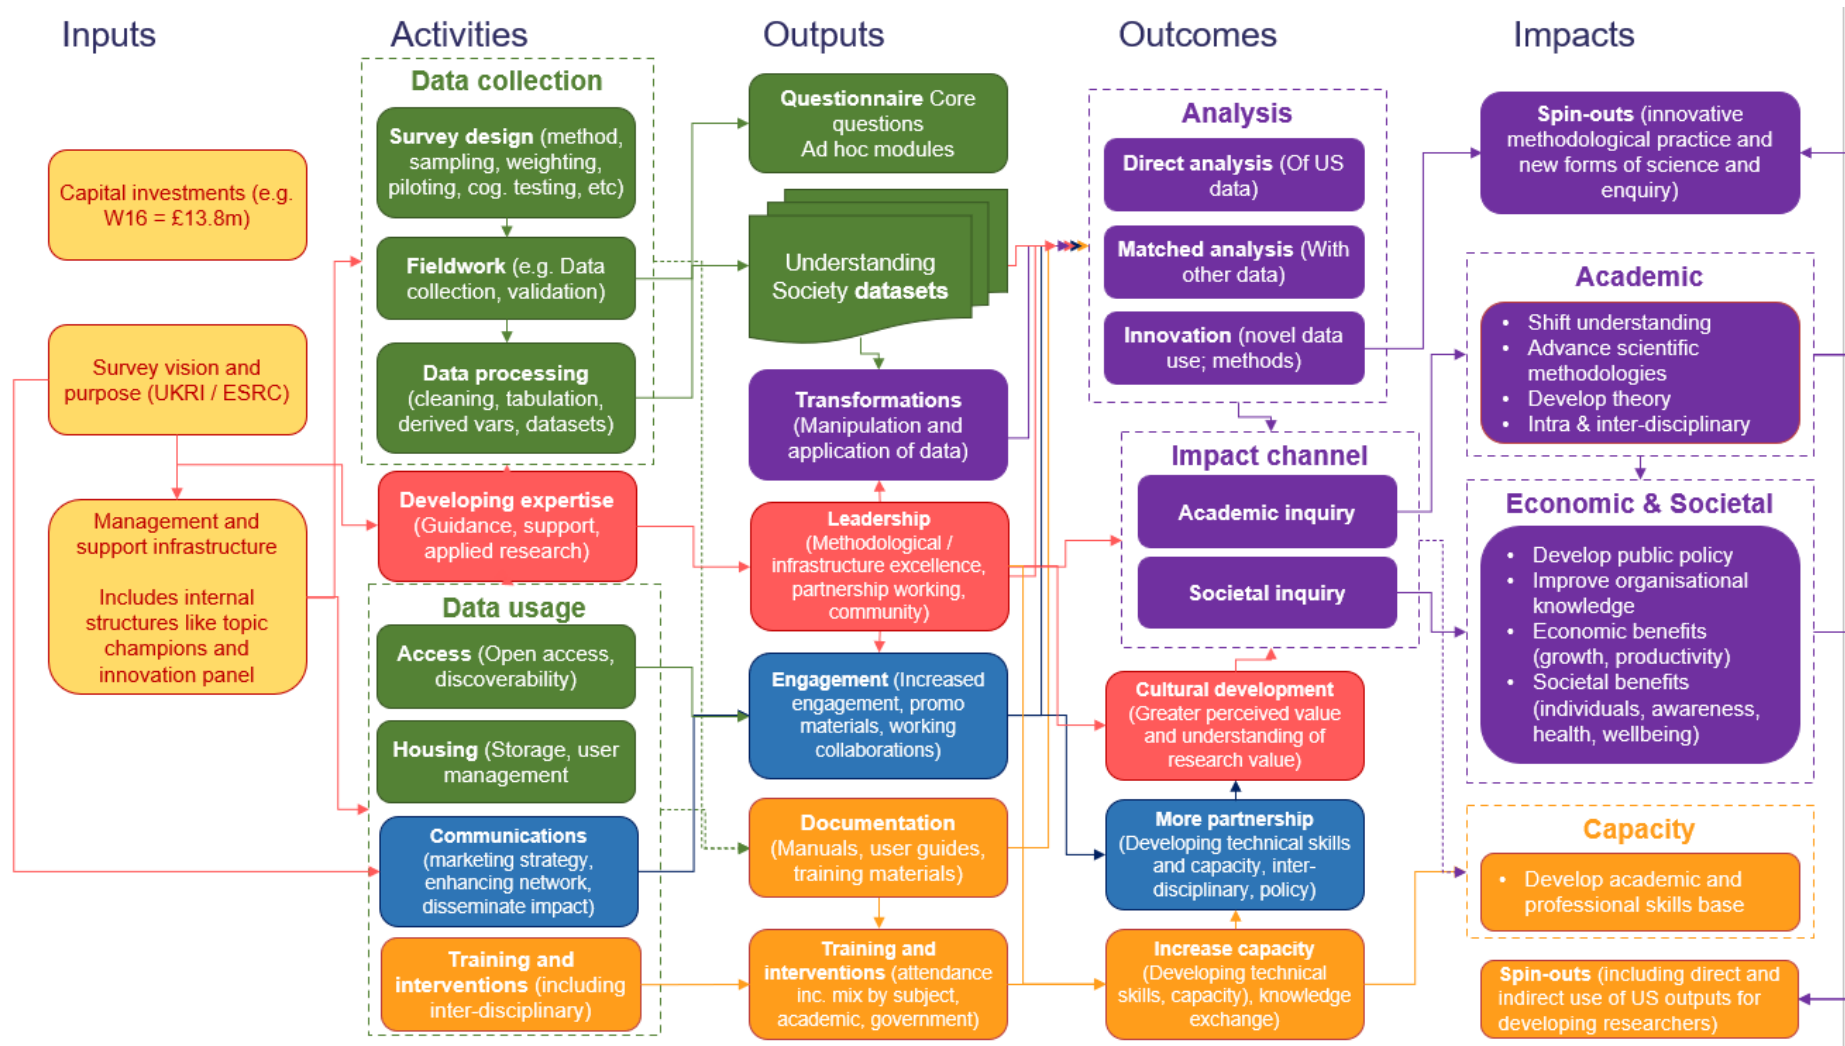 Inputs
Activities
Outputs
Outcomes
Impacts
Capital investments (e.g.
W16 = £13.8m)
Survey vision and
purpose (UKRI / ESRC)
Management and
support infrastructure
Includes internal
structures like topic
champions and
innovation panel
Data collection
Survey design (method,
sampling, weighting,
piloting, cog. testing, etc)
Fieldwork (e.g. Data
collection, validation)
Data processing
(cleaning, tabulation,
derived vars, datasets)
Developing expertise
(Guidance, support,
applied research)
Data usage
Access (Open access,
discoverability)
Housing (Storage, user
management
Communications
(marketing strategy,
enhancing network,
disseminate impact)
Training and
interventions (including
inter-disciplinary)
Questionnaire Core
questions
Ad hoc modules
Understanding
Society datasets
Transformations
(Manipulation and
application of data)
Leadership
(Methodological /
infrastructure excellence,
partnership working,
community)
Engagement (Increased
engagement, promo
materials, working
collaborations)
Documentation
(Manuals, user guides,
training materials)
Training and
interventions (attendance
inc. mix by subject,
academic, government)
Analysis
Direct analysis (Of US
data)
Matched analysis (With
other data)
Innovation (novel data
use; methods)
Impact channel
Academic inquiry
Societal inquiry
Cultural development
(Greater perceived value
and understanding of
research value)
More partnership
(Developing technical skills
and capacity, inter-
disciplinary, policy)
Increase capacity
(Developing technical
skills, capacity), knowledge
exchange)
Spin-outs (innovative
methodological practice and
new forms of science and
enquiry)
Academic
• Shift understanding
• Advance scientific
methodologies
• Develop theory
• Intra & inter-disciplinary
Economic & Societal
• Develop public policy
• Improve organisational
knowledge
• Economic benefits
(growth, productivity)
• Societal benefits
(individuals, awareness,
health, wellbeing)
Capacity
• Develop academic and
professional skills base
Spin-outs (including direct and
indirect use of US outputs for
developing researchers)